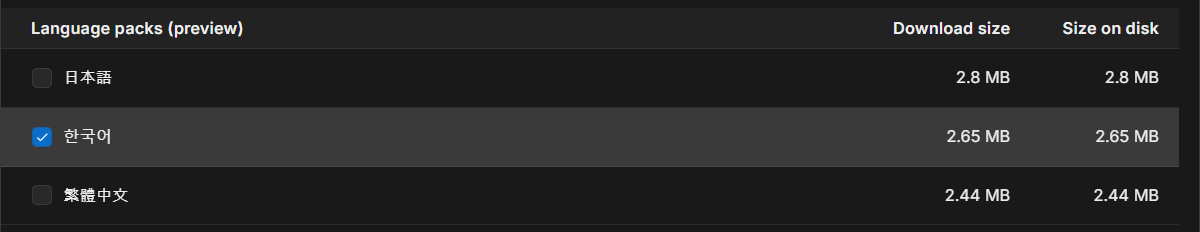 Language packs (preview) Download size Size on disk
日本語 2.8 MB 2.8 MB
한국어 2.65 MB 2.65 MB
繁體中文 2.44 MB 2.44 MB